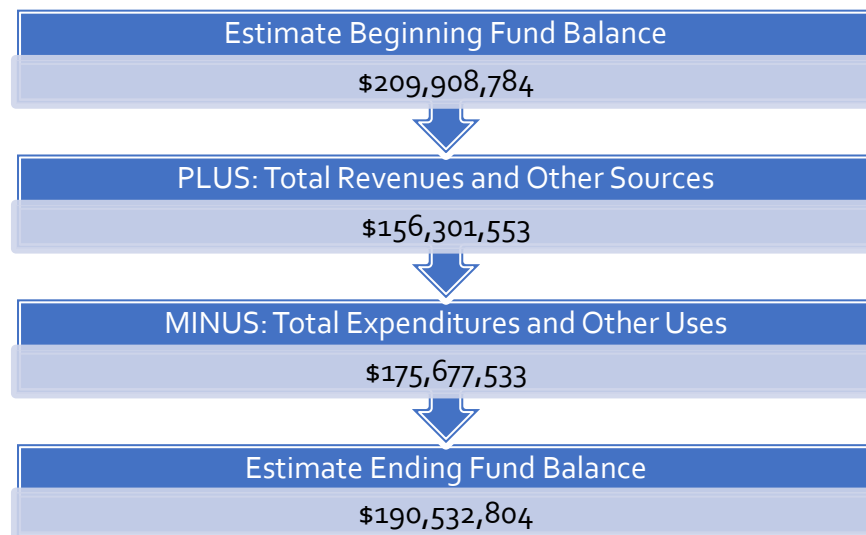 Estimate Beginning Fund Balance
$209,908,784
PLUS: Total Revenues and Other Sources
$156,301,553
MINUS: Total Expenditures and Other Uses
$175,677,533
Estimate Ending Fund Balance
$190,532,804